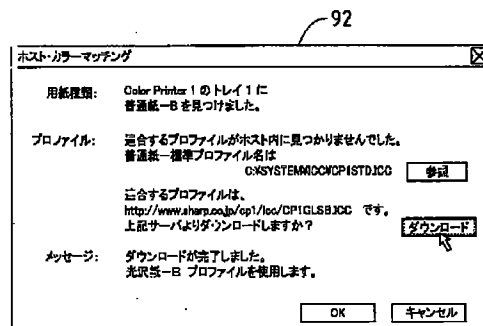 92
ホスト・カラーマッチング
用紙種類: Color Printer 1 のトレイ1に
普通紙ーB を見つけました。
プロファイル: 適合するプロファイルがホスト内に見つかりませんでした。
普通紙ー標準プロファイル名は
C:¥SYSTEM¥ICC¥CP1STD.ICC 参照
適合するプロファイルは、
http://www.sharp.co.jp/cp1/icc/CP1GLSB.ICC です。
上記サーバよりダウンロードしますか? ダウンロード
メッセージ: ダウンロードが完了しました。
光沢紙ーB プロファイルを使用します。
OK キャンセル